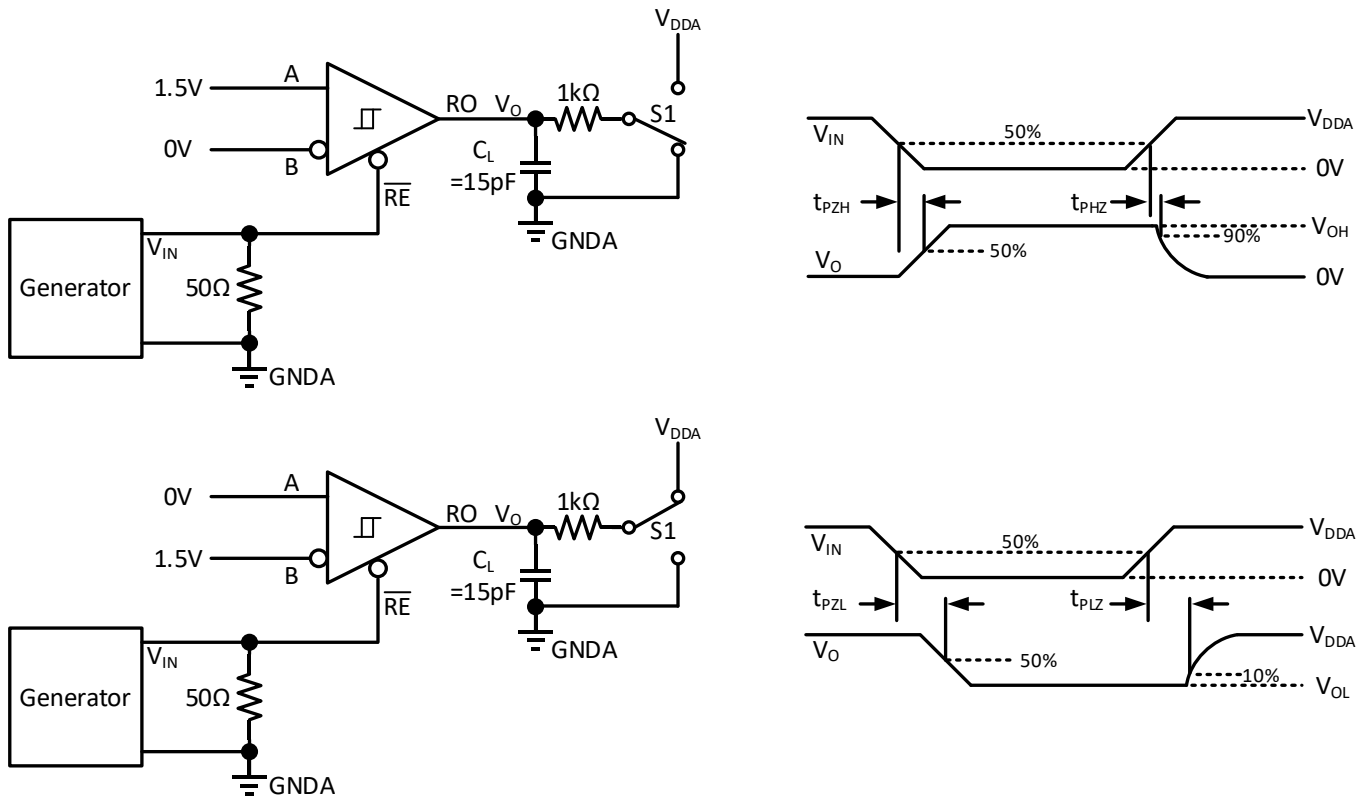 VDDA
1.5V
A
1kΩ
S1
RO
VO
0V
B
CL
=15pF
RE
GNDA
VIN
Generator
50Ω
GNDA
VIN
50%
VDDA
0V
tPZH
tPHZ
VOH
90%
VO
50%
0V
VDDA
0V
A
1kΩ
S1
RO
VO
1.5V
B
CL
=15pF
RE
GNDA
VIN
Generator
50Ω
GNDA
VIN
50%
VDDA
0V
tPZL
tPLZ
VO
50%
VDDA
10%
VOL